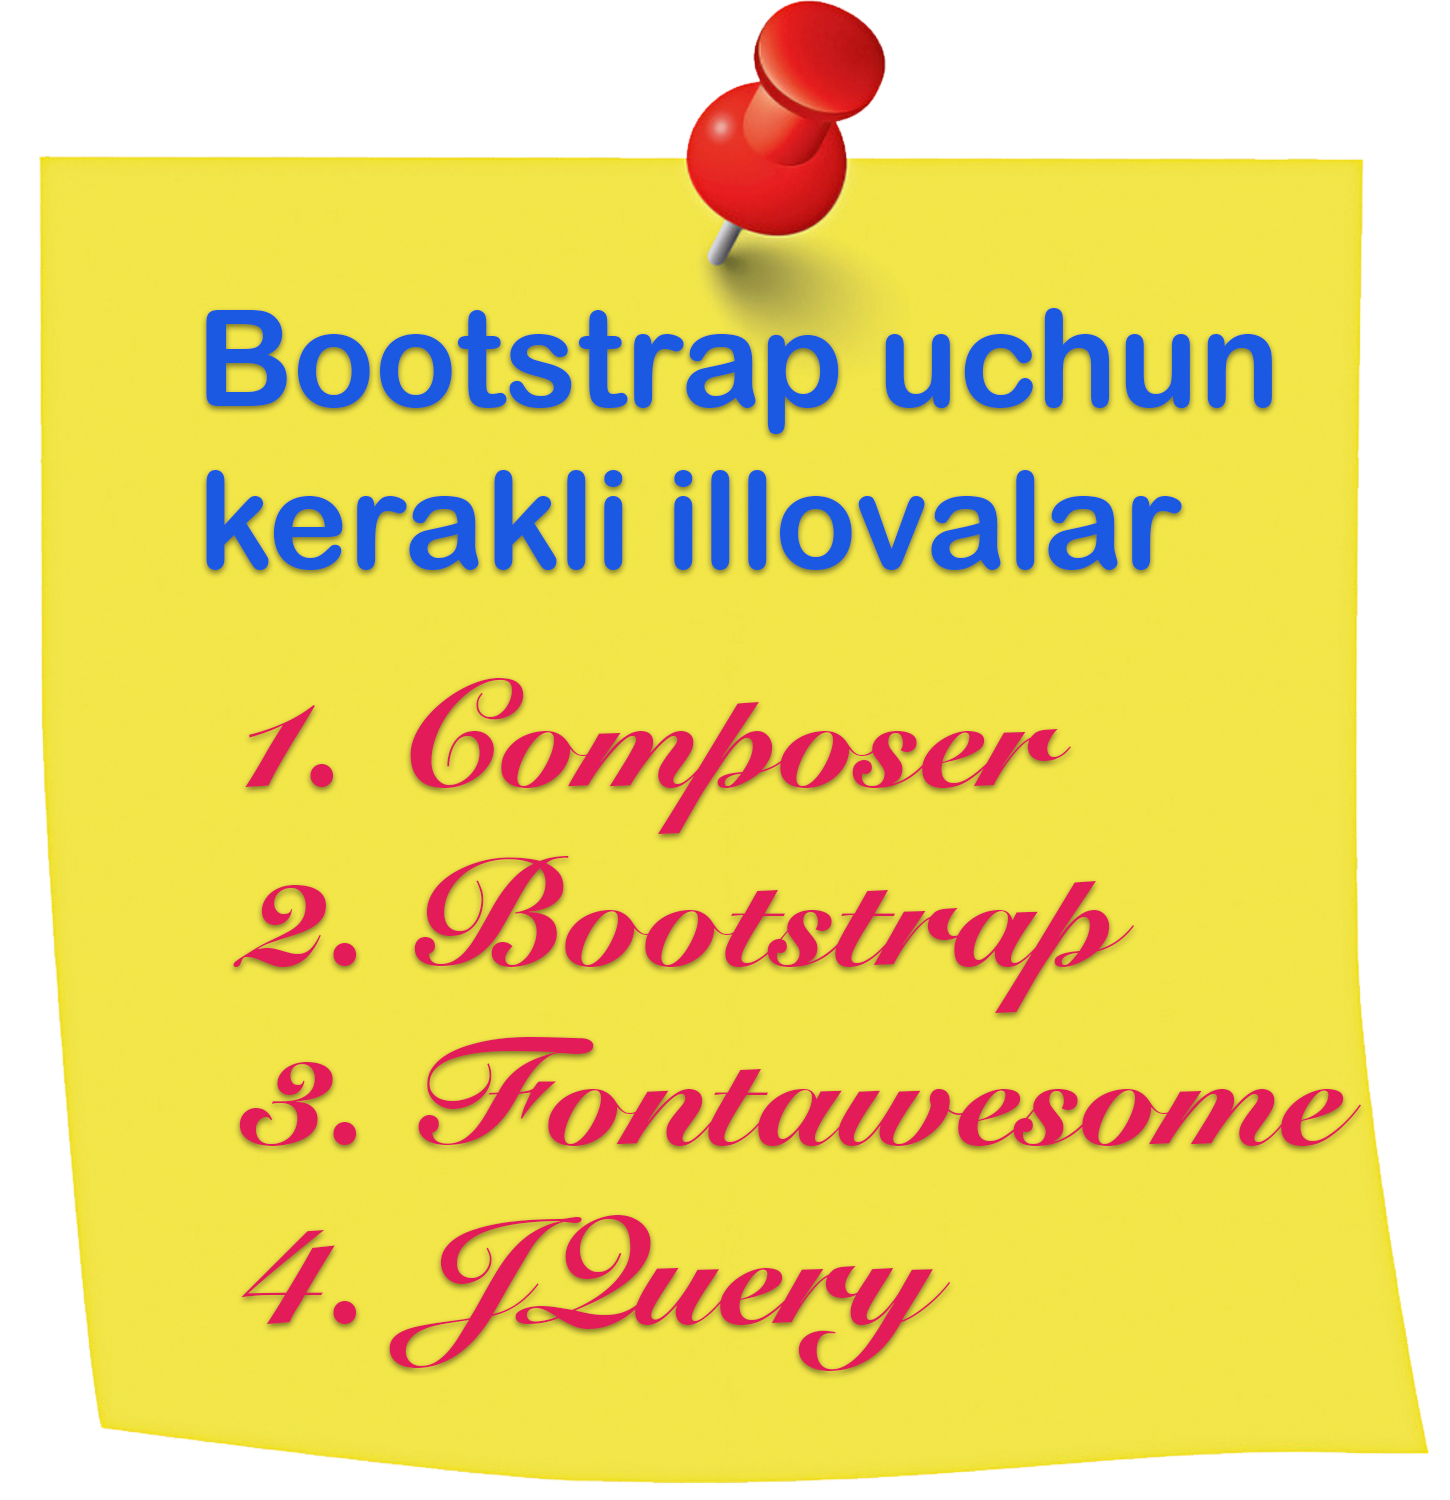 Bootstrap uchun
kerakli illovalar
1. Composer
2. Bootstrap
3. Fontawesome
4. JQuery